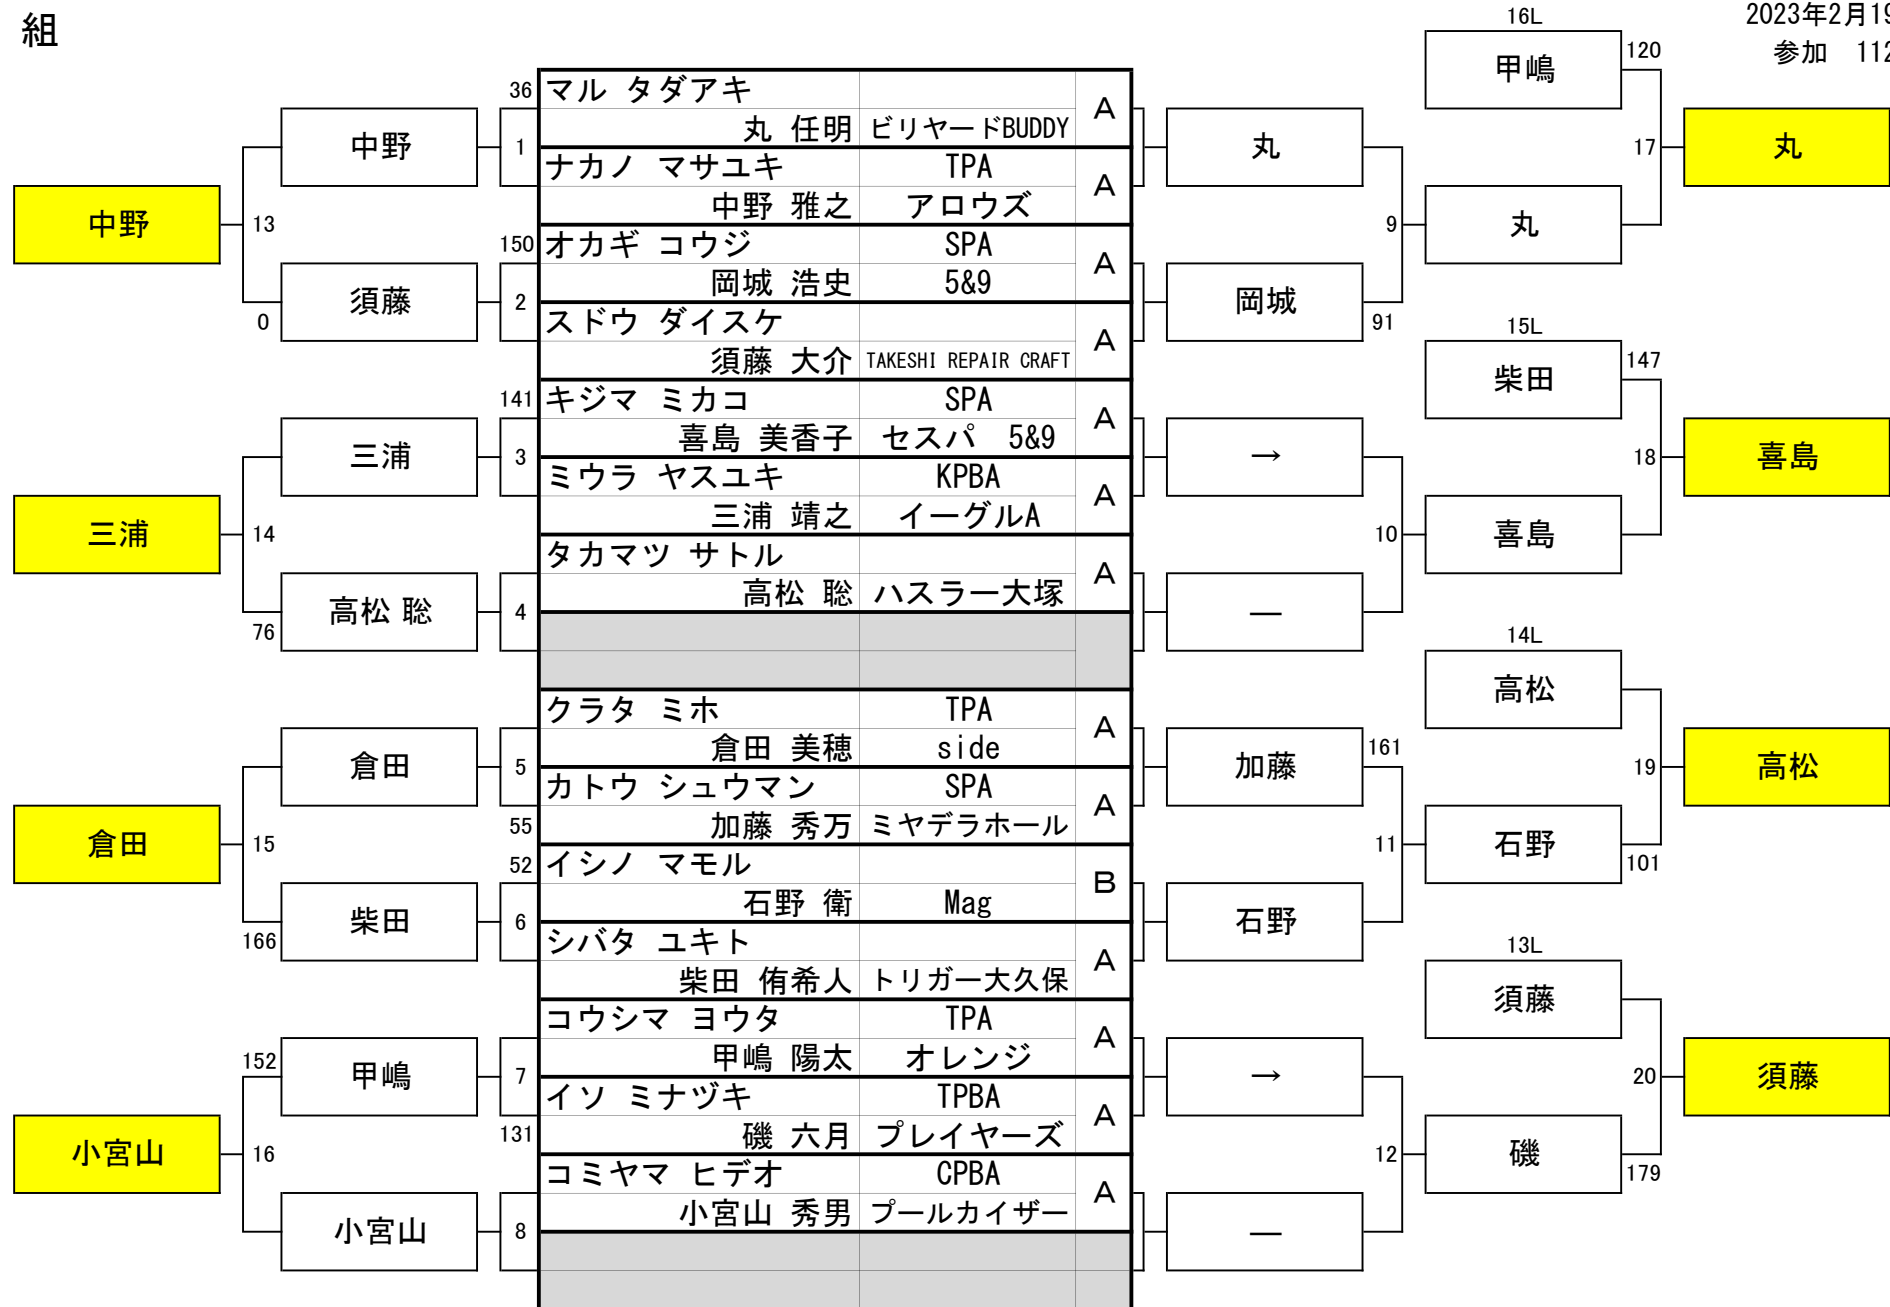 組
2023年2月19
参加 112
16L
甲嶋
120
17
丸
丸
9
15L
柴田
147
18
喜島
喜島
10
14L
高松
19
高松
石野
101
11
13L
須藤
20
須藤
磯
179
12
中野
13
中野
須藤
0
三浦
14
三浦
高松 聡
76
倉田
15
倉田
柴田
166
小宮山
16
152
甲嶋
小宮山
36 マル タダアキ A
1 丸 任明 ビリヤードBUDDY
ナカノ マサユキ TPA A
中野 雅之 アロウズ
150 オカギ コウジ SPA A
2 岡城 浩史 5&9
スドウ ダイスケ A
須藤 大介 TAKESHI REPAIR CRAFT
141 キジマ ミカコ SPA A
3 喜島 美香子 セスパ 5&9
ミウラ ヤスユキ KPBA A
三浦 靖之 イーグルA
タカマツ サトル A
4 高松 聡 ハスラー大塚
クラタ ミホ TPA A
5 倉田 美穂 side
カトウ シュウマン SPA A
55 加藤 秀万 ミヤデラホール
52 イシノ マモル B
6 石野 衛 Mag
シバタ ユキト A
柴田 侑希人 トリガー大久保
コウシマ ヨウタ TPA A
7 甲嶋 陽太 オレンジ
イソ ミナヅキ TPBA A
131 磯 六月 プレイヤーズ
コミヤマ ヒデオ CPBA A
8 小宮山 秀男 プールカイザー
丸
岡城
91
→
―
加藤
161
石野
→
―